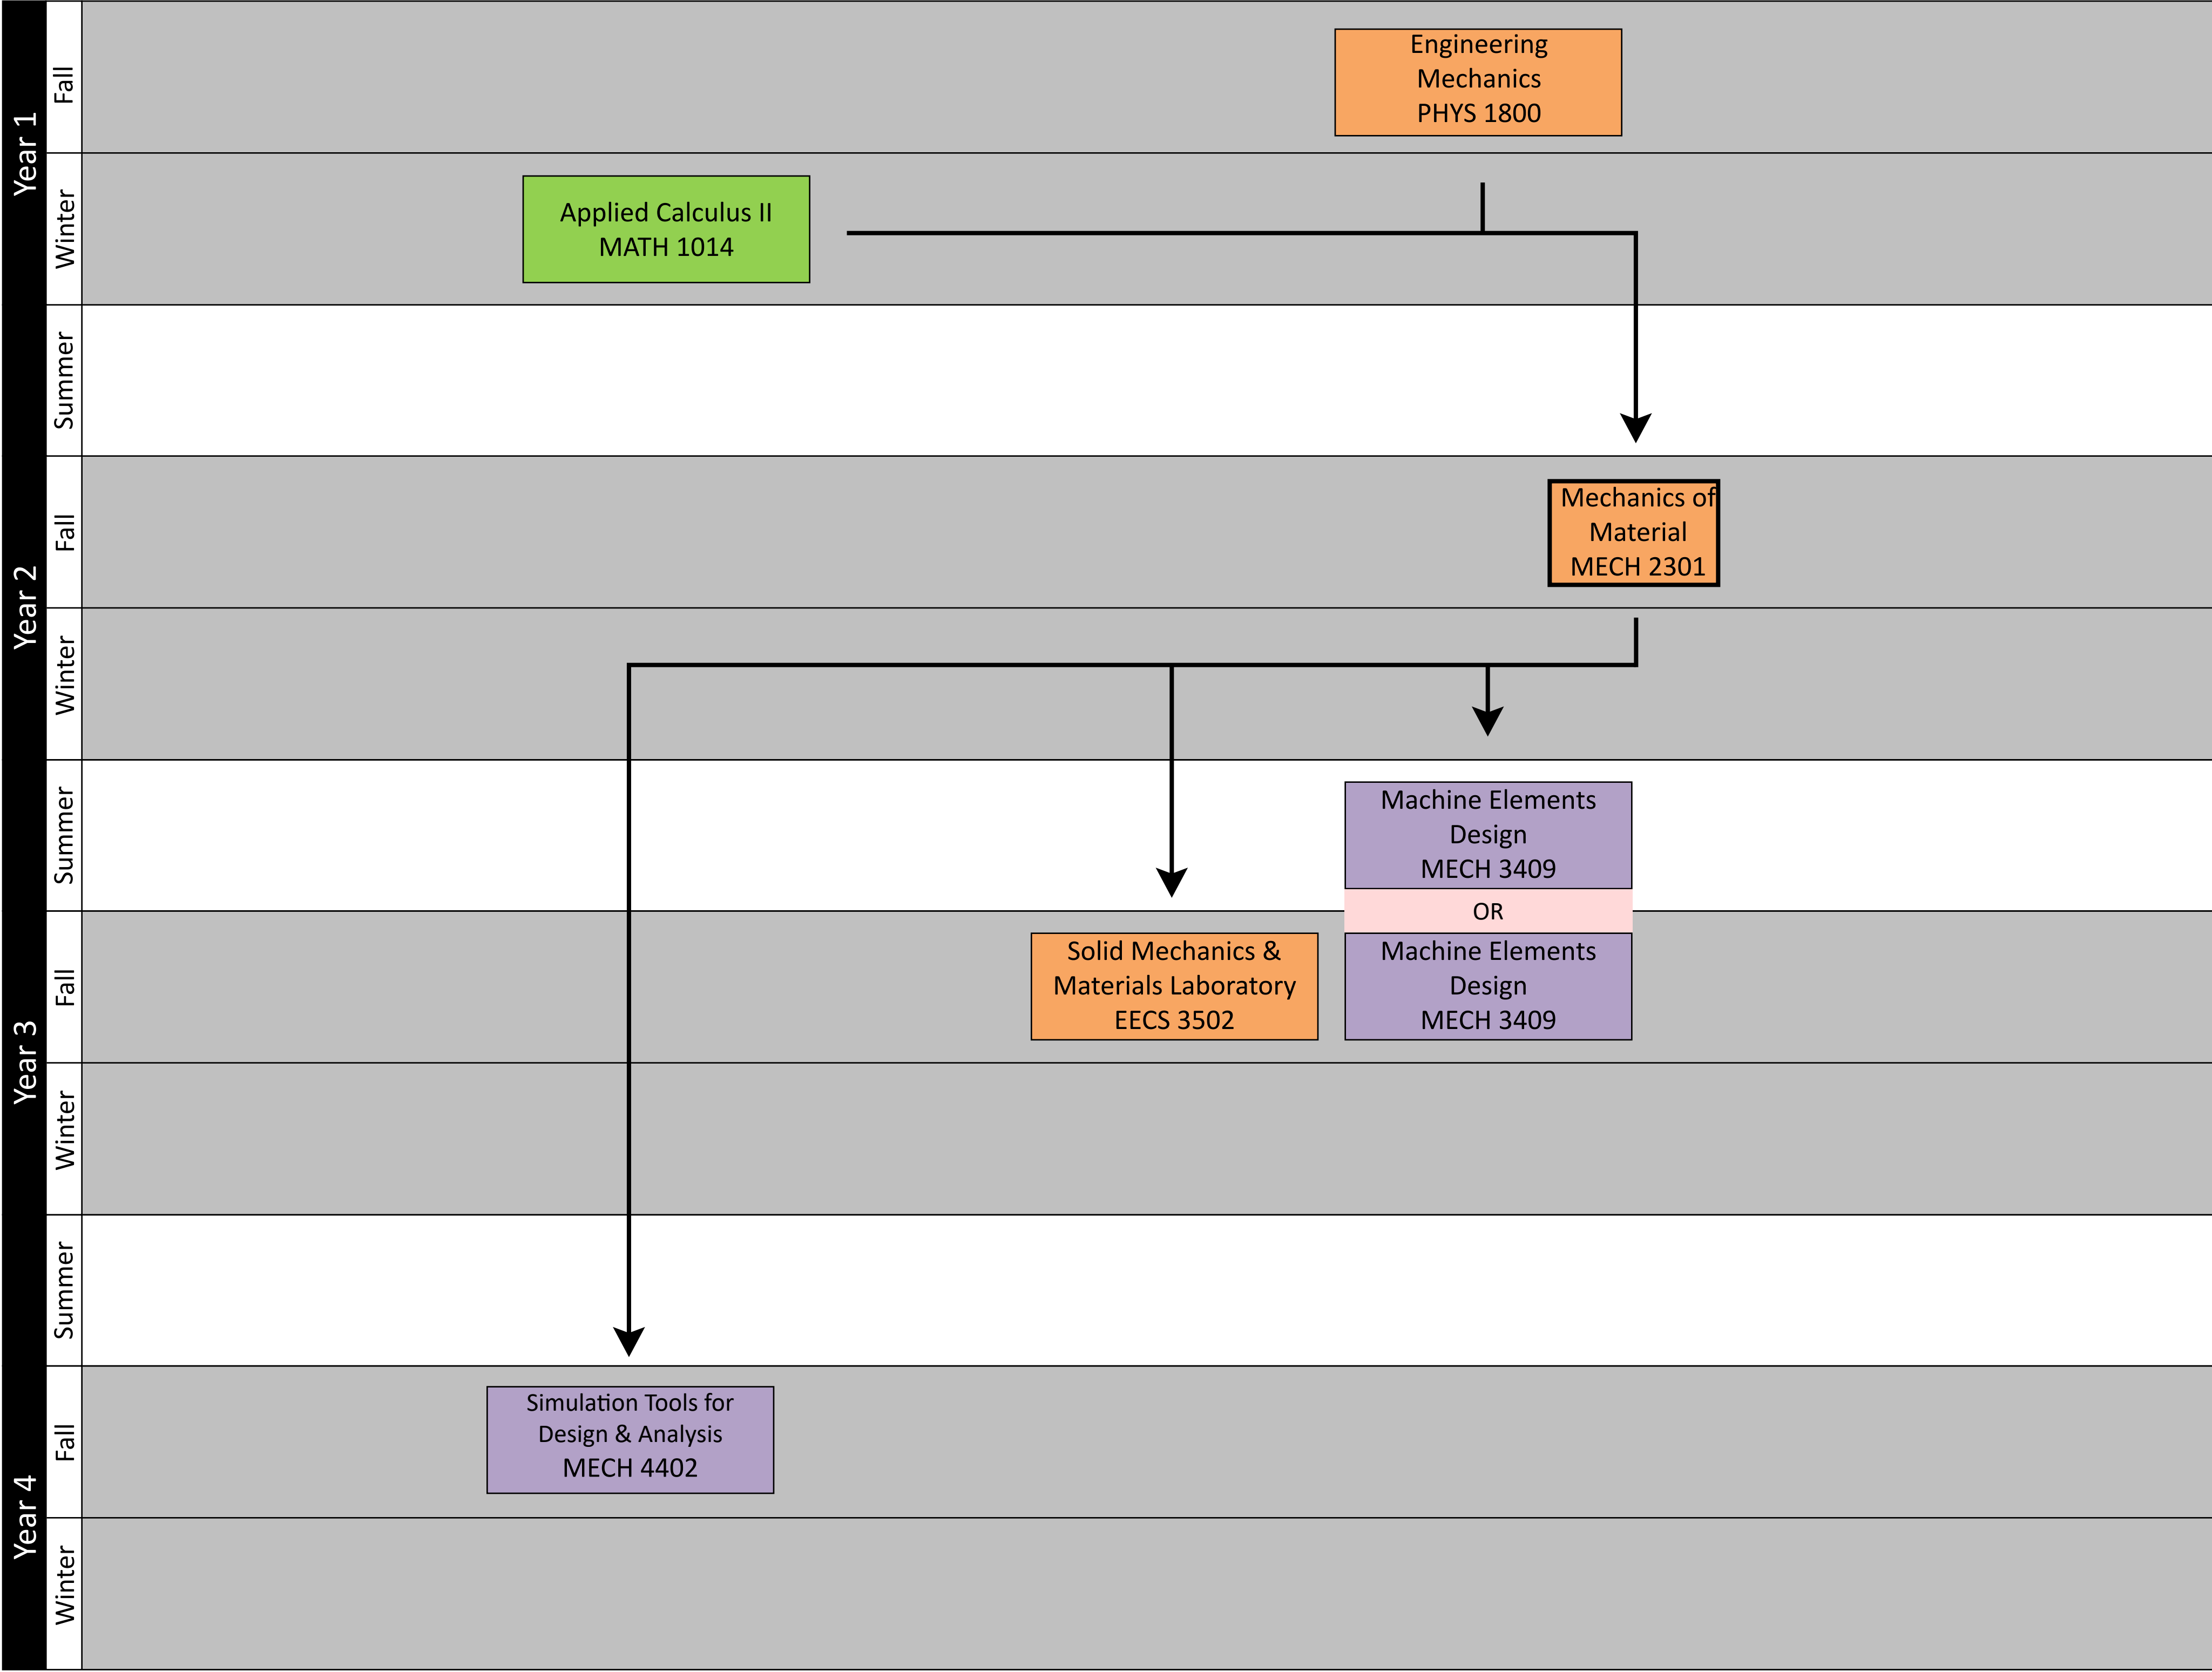 Year 1
Fall
Engineering
Mechanics
PHYS 1800
Winter
Applied Calculus II
MATH 1014
Summer
Year 2
Fall
Mechanics of
Material
MECH 2301
Winter
Summer
Machine Elements
Design
MECH 3409
OR
Year 3
Fall
Solid Mechanics &
Materials Laboratory
EECS 3502
Machine Elements
Design
MECH 3409
Winter
Summer
Year 4
Fall
Simulation Tools for
Design & Analysis
MECH 4402
Winter